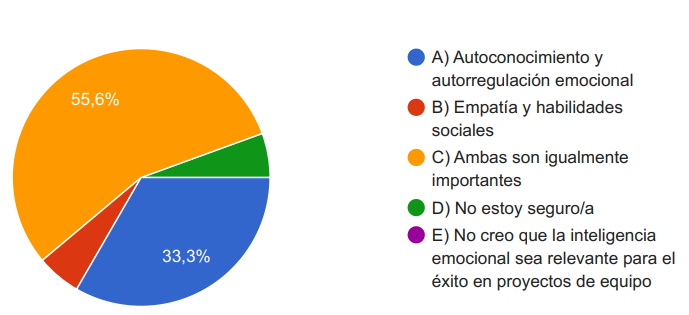 55,6%
33,3%
A) Autoconocimiento y
autorregulación emocional
B) Empatía y habilidades
sociales
C) Ambas son igualmente
importantes
D) No estoy seguro/a
E) No creo que la inteligencia
emocional sea relevante para el
éxito en proyectos de equipo